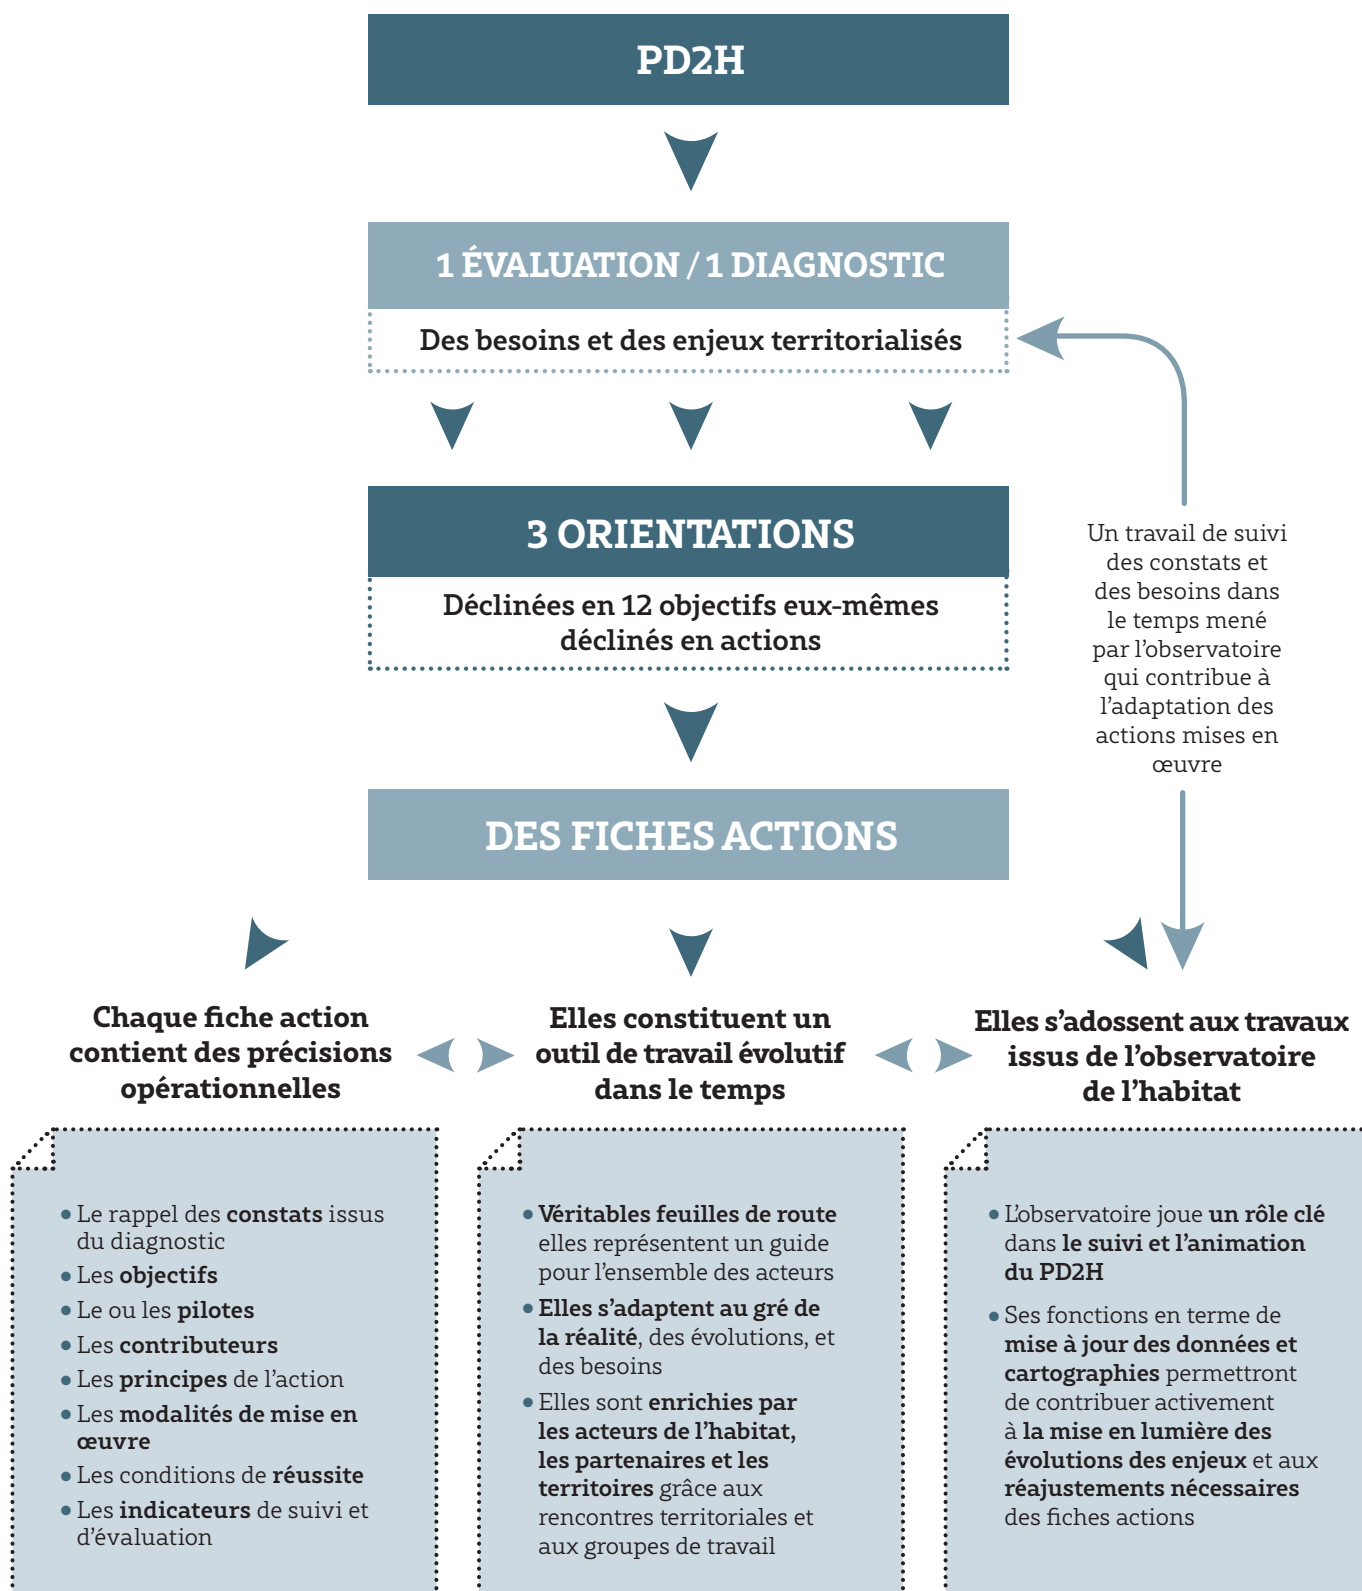 PD2H
1 ÉVALUATION / 1 DIAGNOSTIC
Des besoins et des enjeux territorialisés
3 ORIENTATIONS
Déclinées en 12 objectifs eux-mêmes
déclinés en actions
Un travail de suivi
des constats et
des besoins dans
le temps mené
par l'observatoire
qui contribue à
l'adaptation des
actions mises en
œuvre
DES FICHES ACTIONS
Chaque fiche action
contient des précisions
opérationnelles
• Le rappel des constats issus
du diagnostic
• Les objectifs
• Le ou les pilotes
• Les contributeurs
• Les principes de l'action
• Les modalités de mise en
œuvre
• Les conditions de réussite
• Les indicateurs de suivi et
d'évaluation
Elles constituent un
outil de travail évolutif
dans le temps
• Véritables feuilles de route
elles représentent un guide
pour l'ensemble des acteurs
• Elles s'adaptent au gré de
la réalité, des évolutions, et
des besoins
• Elles sont enrichies par
les acteurs de l'habitat,
les partenaires et les
territoires grâce aux
rencontres territoriales et
aux groupes de travail
Elles s'adossent aux travaux
issus de l'observatoire
de l'habitat
• L'observatoire joue un rôle clé
dans le suivi et l'animation
du PD2H
• Ses fonctions en terme de
mise à jour des données et
cartographies permettront
de contribuer activement
à la mise en lumière des
évolutions des enjeux et aux
réajustements nécessaires
des fiches actions